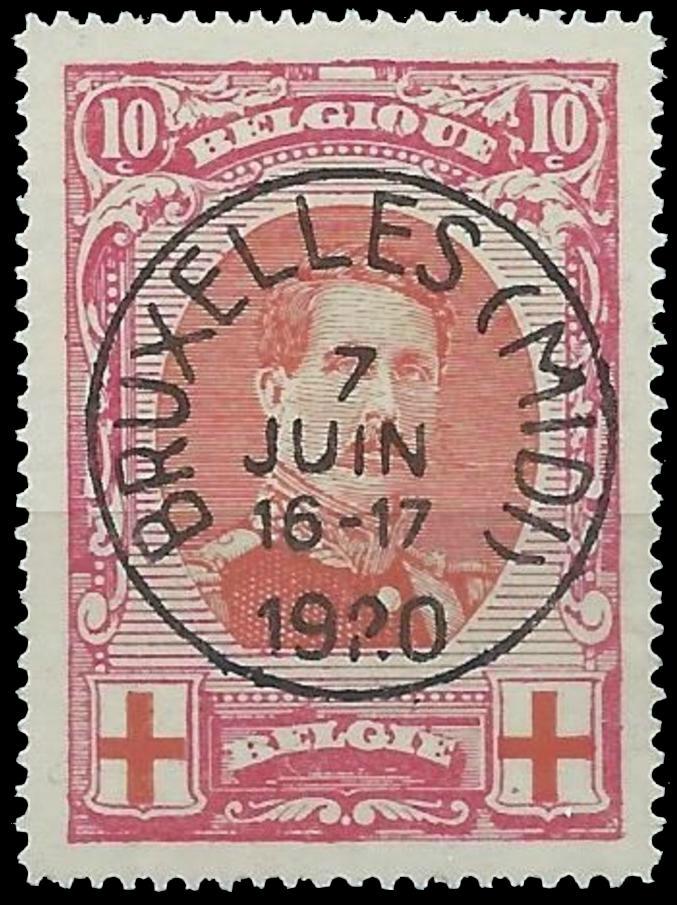 10 c BELGIQUE 10 c
BRUXELLES (MIDI)
7
JUIN
16-17
1920
BELGIE